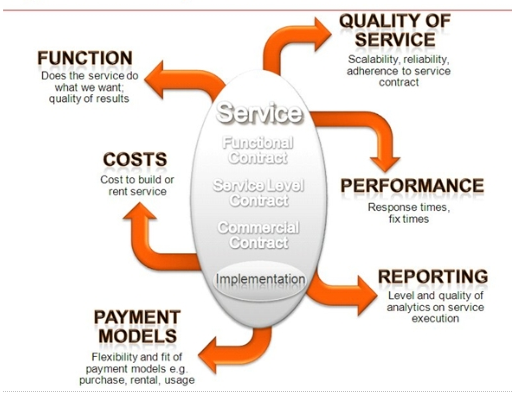 QUALITY OF
SERVICE
Scalability, reliability,
adherence to service
contract
FUNCTION
Does the service do
what we want;
quality of results
Service
Functional
Contract
Service Level
Contract
Commercial
Contract
Implementation
COSTS
Cost to build or
rent service
PERFORMANCE
Response times,
fix times
REPORTING
Level and quality of
analytics on service
execution
PAYMENT
MODELS
Flexibility and fit of
payment models e.g.
purchase, rental, usage